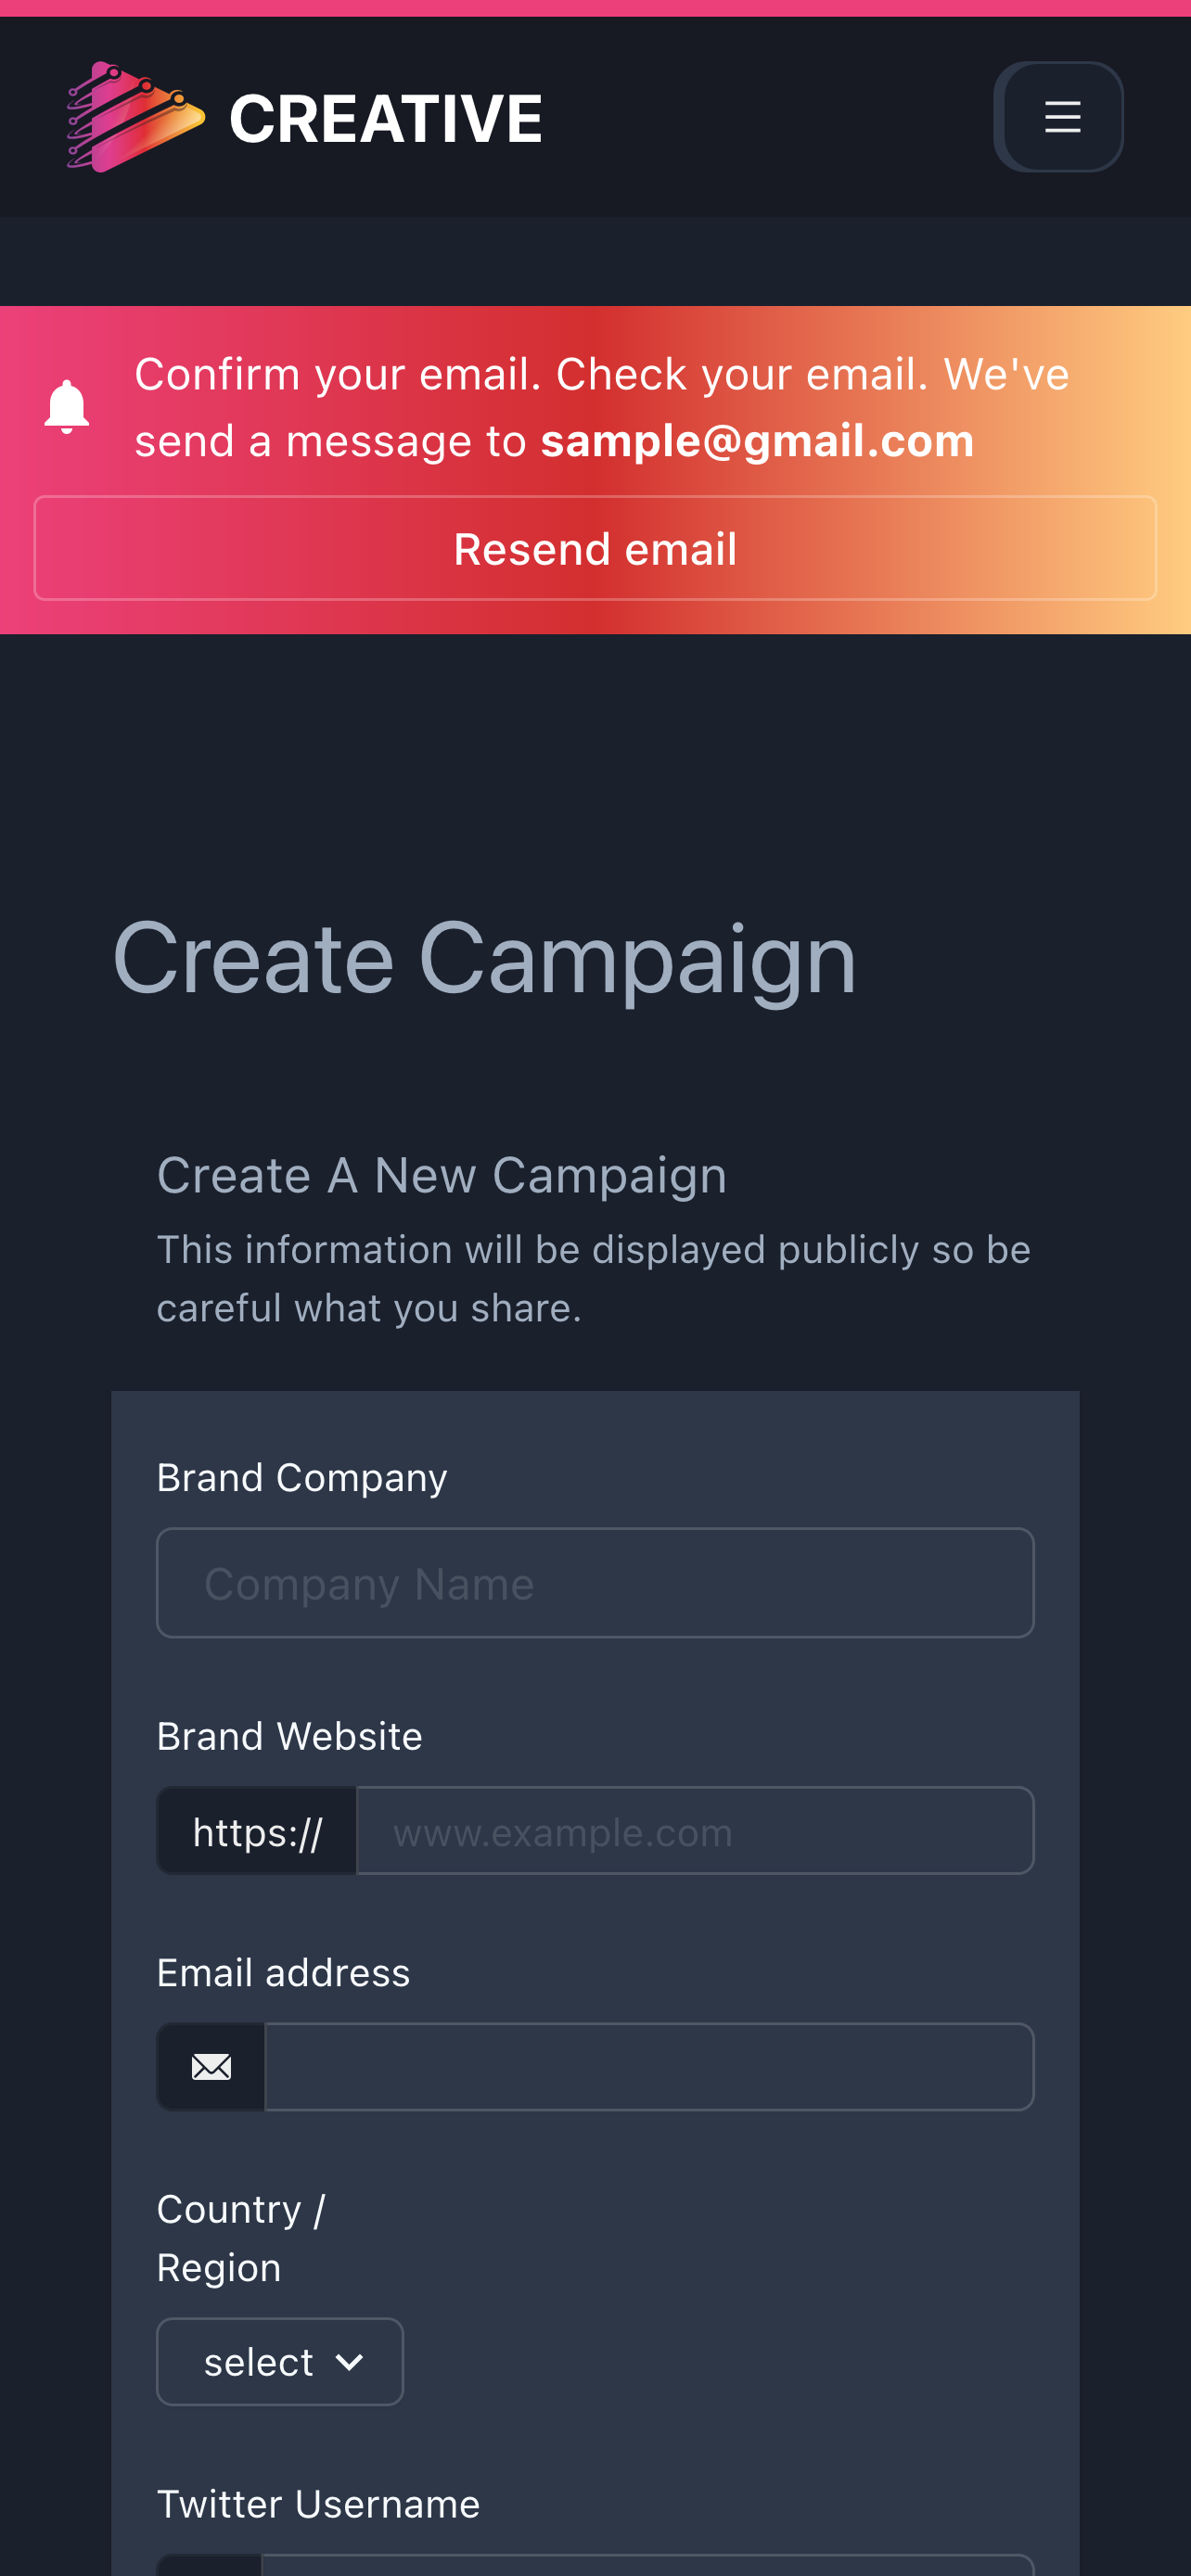 CREATIVE
Confirm your email. Check your email. We've
send a message to sample@gmail.com
Resend email
Create Campaign
Create A New Campaign
This information will be displayed publicly so be
careful what you share.
Brand Company
Company Name
Brand Website
https://
www.example.com
Email address
Country /
Region
select
Twitter Username